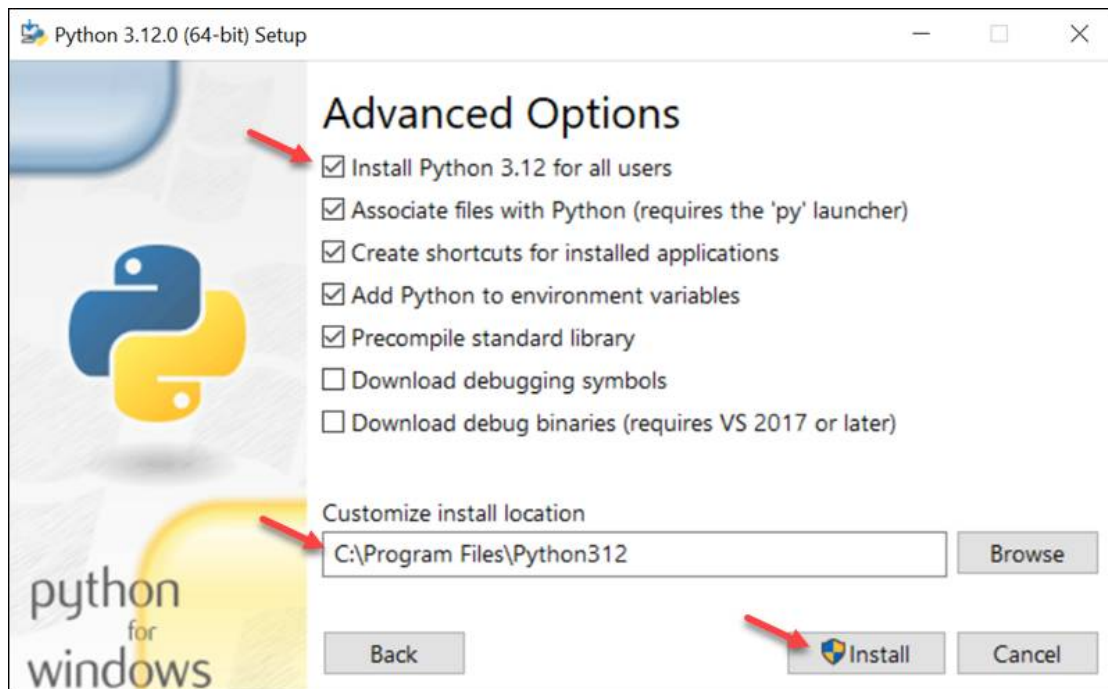 Python 3.12.0 (64-bit) Setup
Advanced Options
Install Python 3.12 for all users
Associate files with Python (requires the 'py' launcher)
Create shortcuts for installed applications
Add Python to environment variables
Precompile standard library
Download debugging symbols
Download debug binaries (requires VS 2017 or later)
Customize install location
C:\Program Files\Python312
Browse
python
for
windows
Back
Install
Cancel